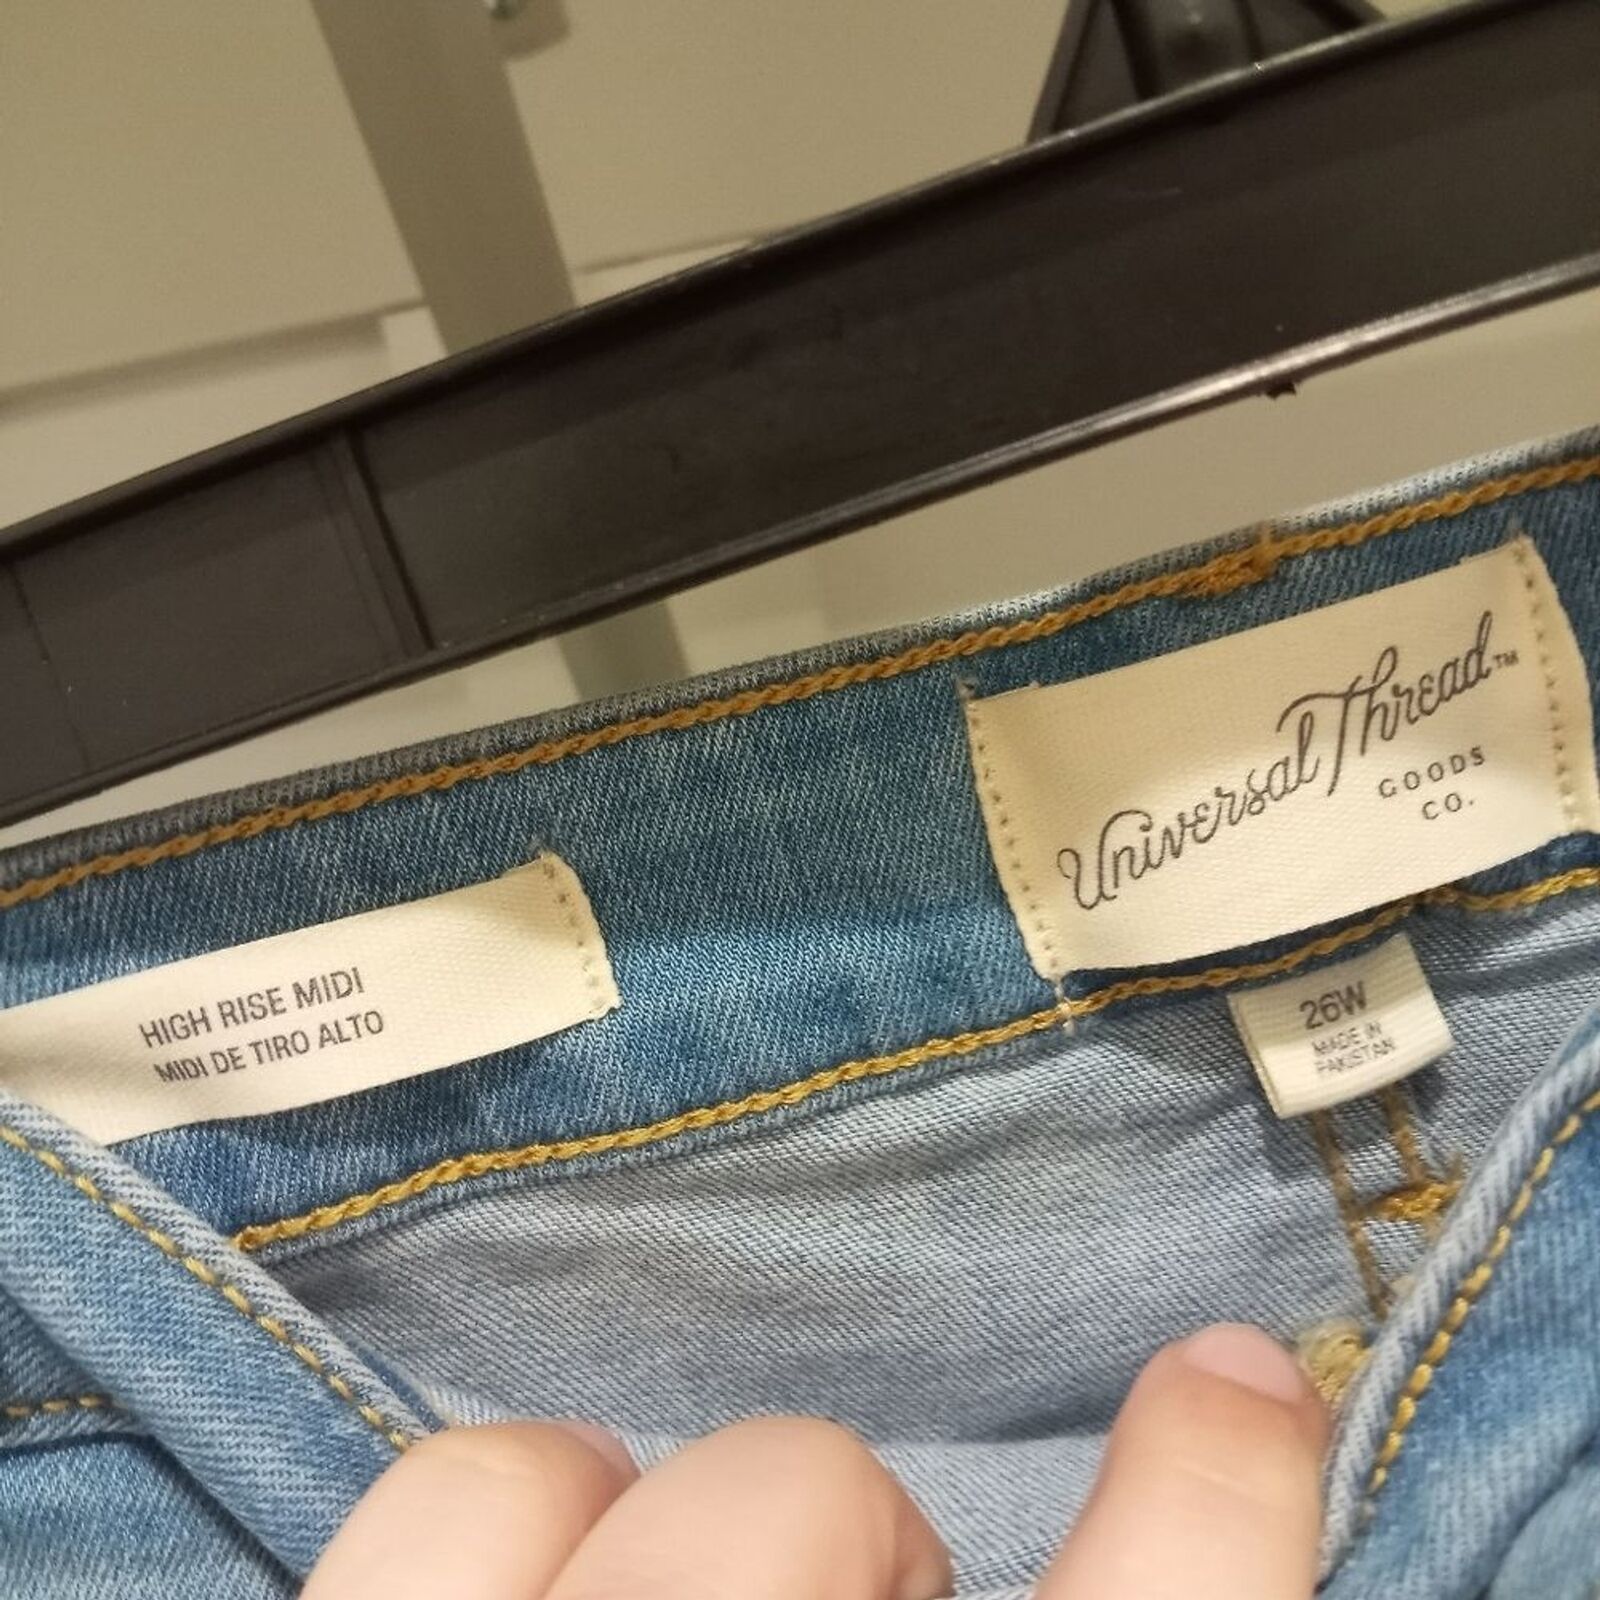 HIGH RISE MIDI
MIDI DE TIRO ALTO
Universal Thread™
GOODS
CO.
26W
MADE IN
PAKISTAN